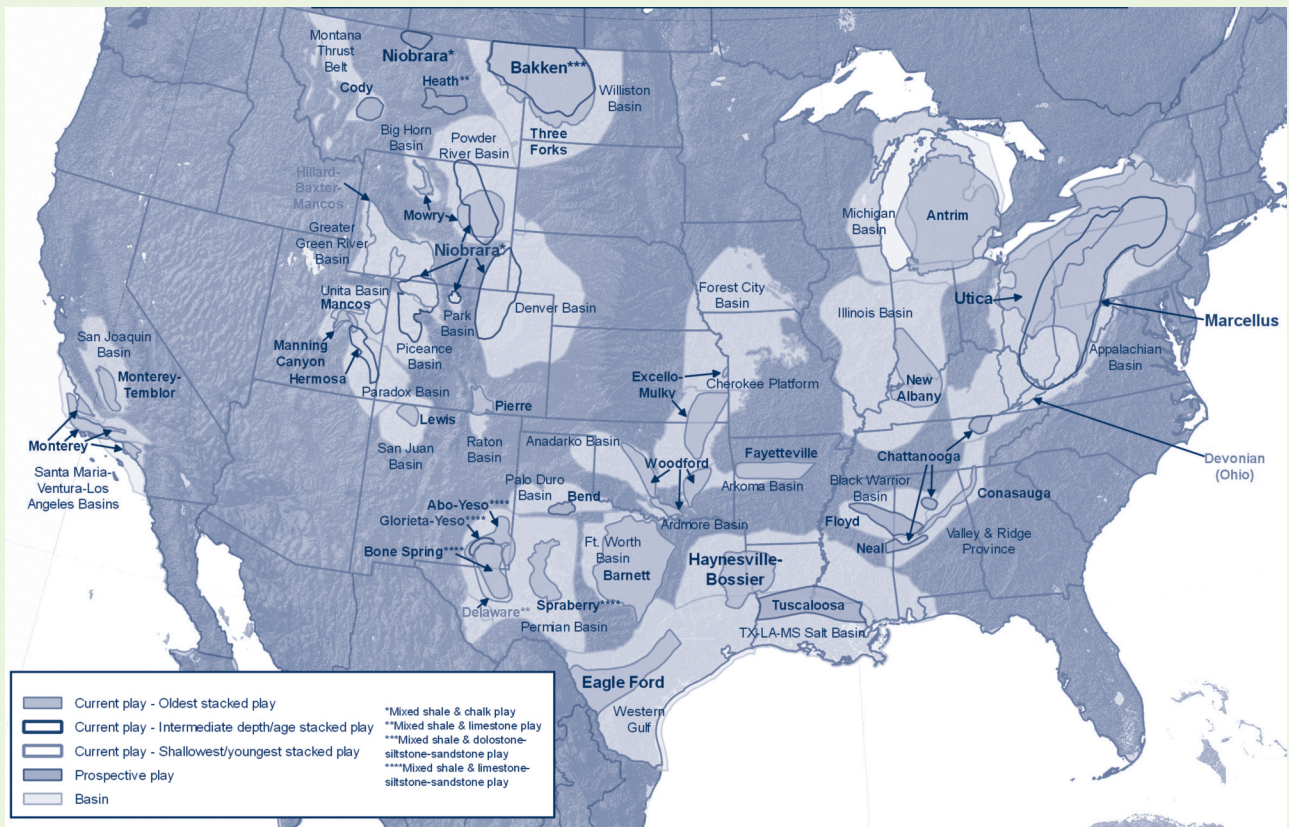 Montana
Thrust
Belt
Niobrara*
Bakken***
Heath**
Cody
Williston
Basin
Big Horn
Basin
Powder
River Basin
Three
Forks
Hillard-
Baxter-
Mancos
Mowry
Greater
Green River
Basin
Niobrara*
Michigan
Basin
Antrim
Unita Basin
Mancos
Park
Basin
Denver Basin
Forest City
Basin
Illinois Basin
Utica
Marcellus
San Joaquin
Basin
Manning
Canyon
Hermosa
Piceance
Basin
Appalachian
Basin
Monterey-
Temblor
Paradox Basin
Excello-
Mulky
Cherokee Platform
New
Albany
Lewis
Pierre
Monterey
San Juan
Basin
Raton
Basin
Anadarko Basin
Woodford
Fayetteville
Chattanooga
Devonian
(Ohio)
Santa Maria-
Ventura-Los
Angeles Basins
Palo Duro
Basin
Bend
Arkoma Basin
Black Warrior
Basin
Conasauga
Abo-Yeso****
Glorieta-Yeso****
Ardmore Basin
Floyd
Neal
Valley & Ridge
Province
Bone Spring****
Ft. Worth
Basin
Barnett
Haynesville-
Bossier
Delaware**
Spraberry****
Permian Basin
Tuscaloosa
TX-LA-MS Salt Basin
Eagle Ford
Western
Gulf
Current play - Oldest stacked play
Current play - Intermediate depth/age stacked play
Current play - Shallowest/youngest stacked play
Prospective play
Basin
*Mixed shale & chalk play
**Mixed shale & limestone play
***Mixed shale & dolostone-
siltstone-sandstone play
****Mixed shale & limestone-
siltstone-sandstone play